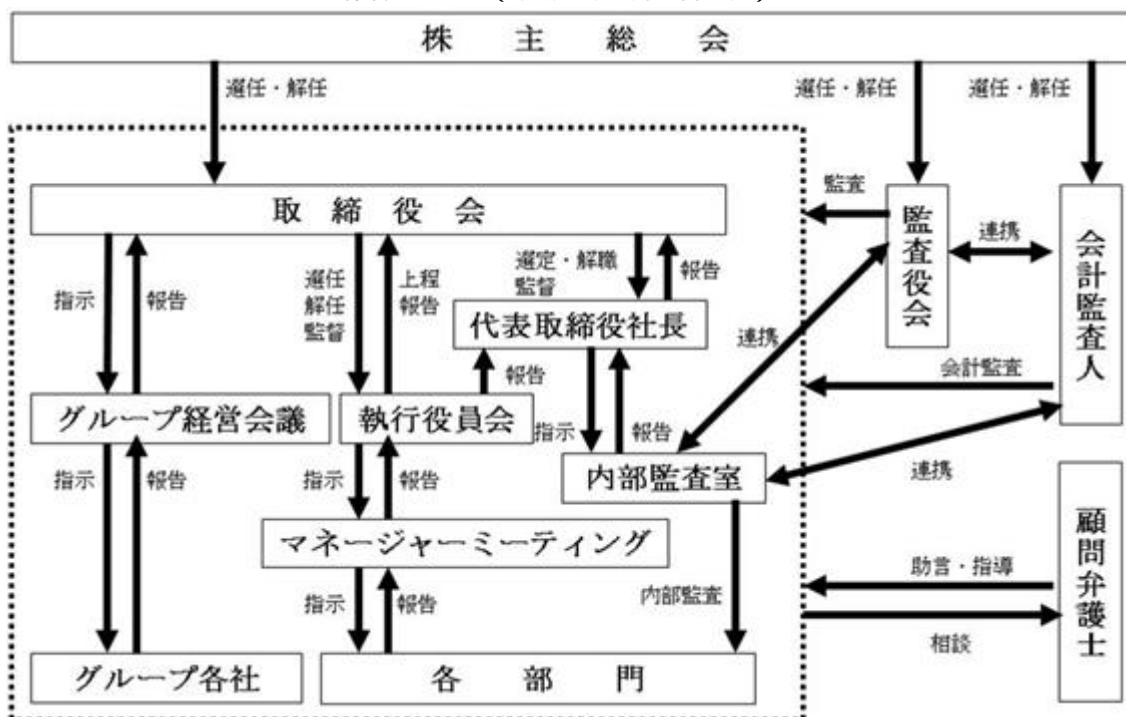 株主総会
選任・解任
選任・解任
選任・解任
取締役会
監査
監査役会
連携
会計監査人
指示
報告
選任
解任
監督
上程
報告
選定・解職
監督
報告
代表取締役社長
連携
報告
会計監査
グループ経営会議
執行役員会
指示
報告
内部監査室
連携
指示
報告
指示
報告
マネージャーミーティング
顧問弁護士
助言・指導
指示
報告
内部監査
相談
グループ各社
各部門